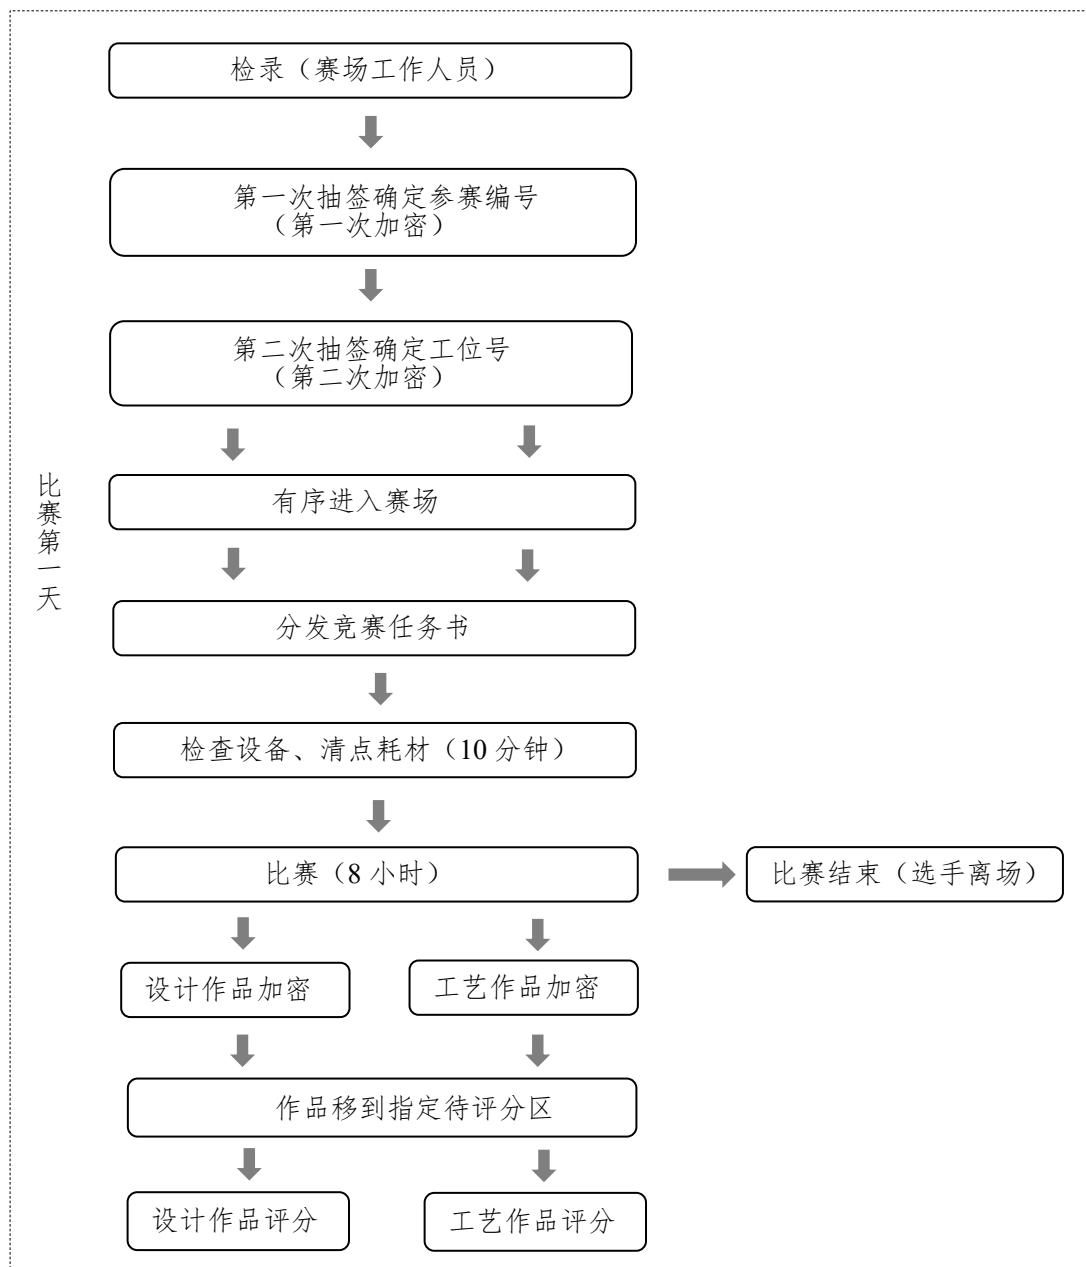 检录（赛场工作人员）
第一次抽签确定参赛编号
（第一次加密）
第二次抽签确定工位号
（第二次加密）
比赛第一天
有序进入赛场
分发竞赛任务书
检查设备、清点耗材（10 分钟）
比赛（8 小时）
比赛结束（选手离场）
设计作品加密
工艺作品加密
作品移到指定待评分区
设计作品评分
工艺作品评分